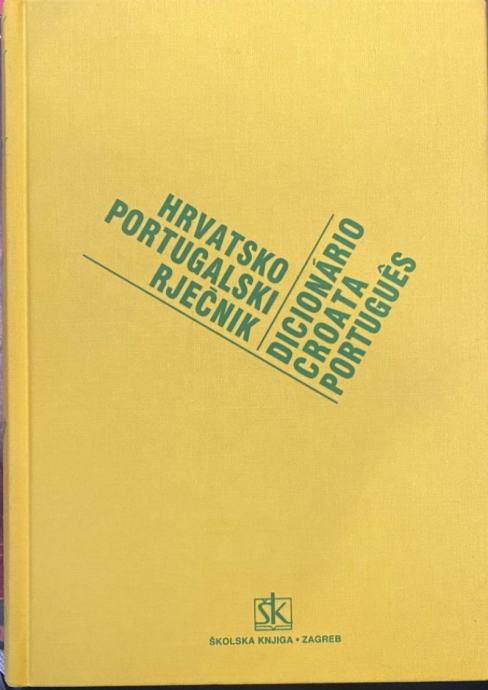 HRVATSKO
PORTUGALSKI
RJEČNIK
DICIONÁRIO
CROATA
PORTUGUÊS
šk
ŠKOLSKA KNJIGA • ZAGREB